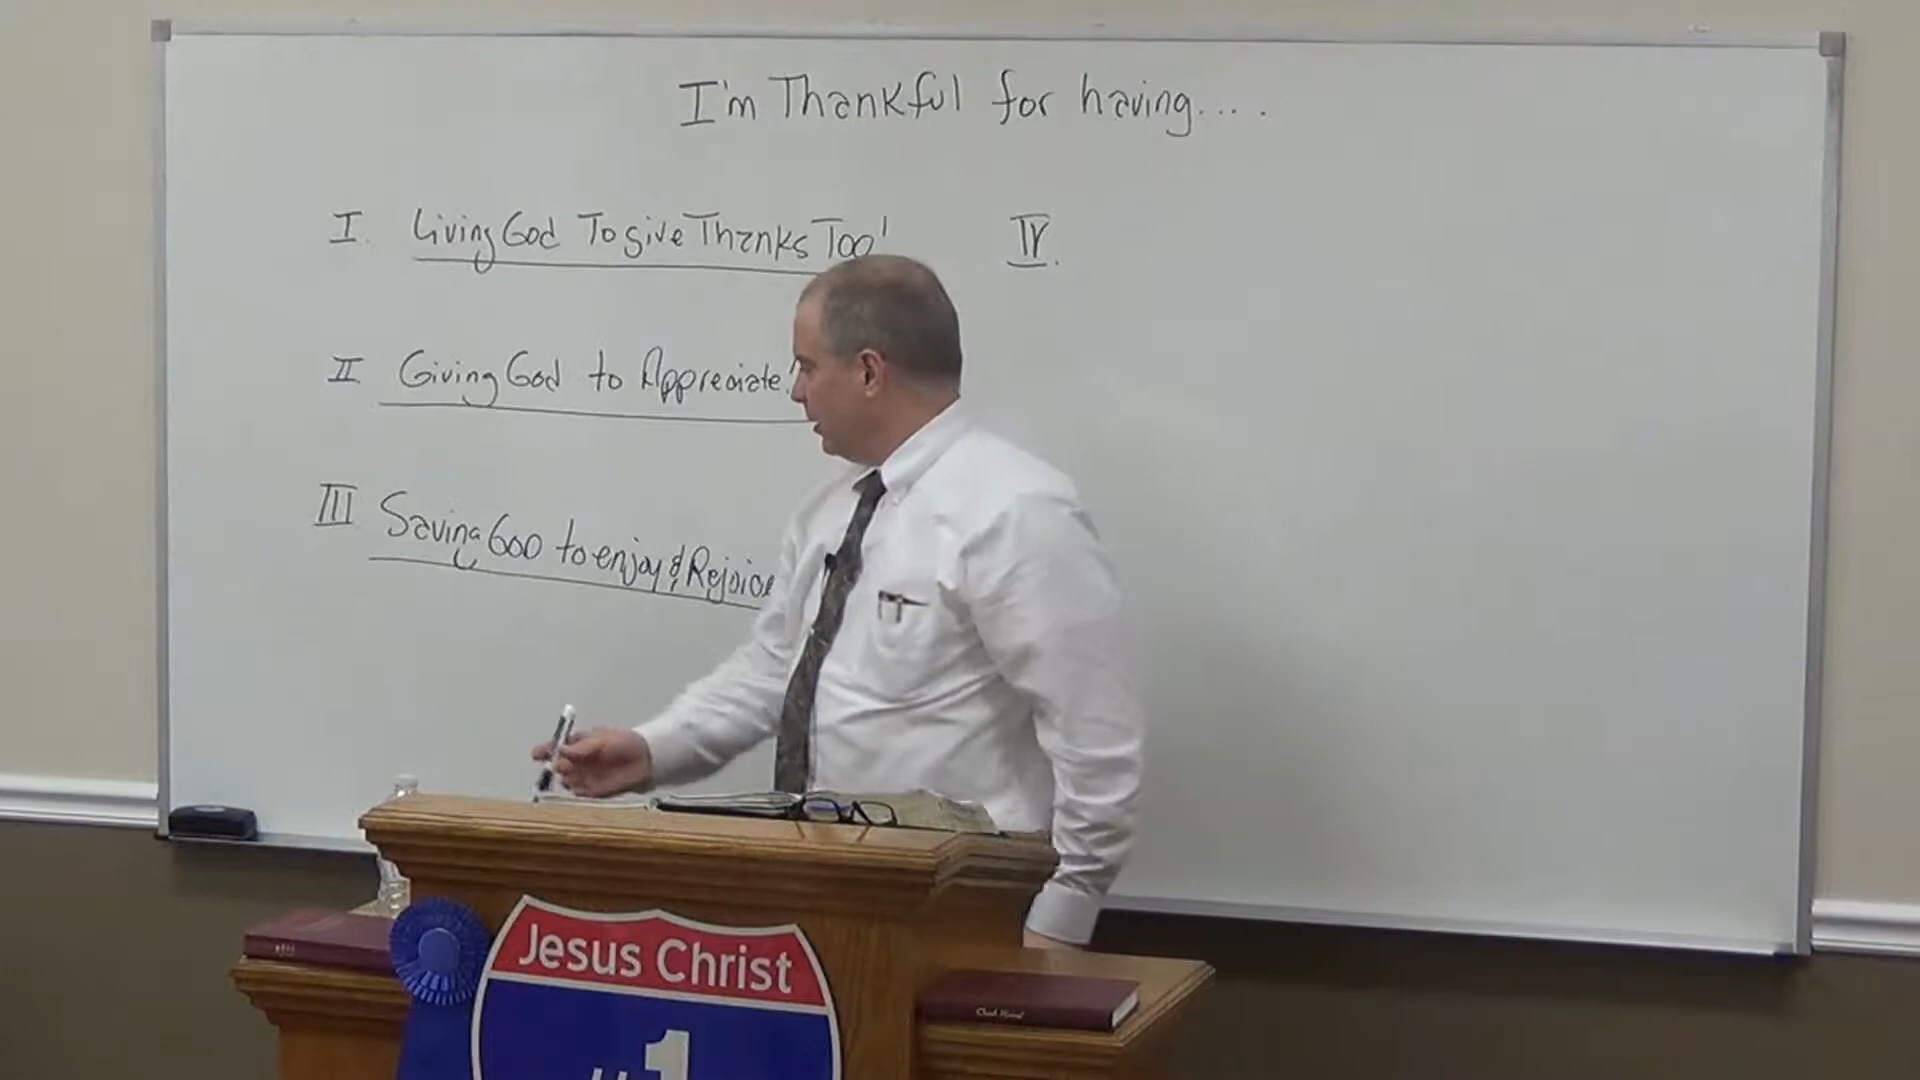 I'm Thankful for having....
I. Living God To give Thanks Too!
II Giving God to Appreciate!
III Saving God to enjoy & Rejoice
IV.
Jesus Christ
#1